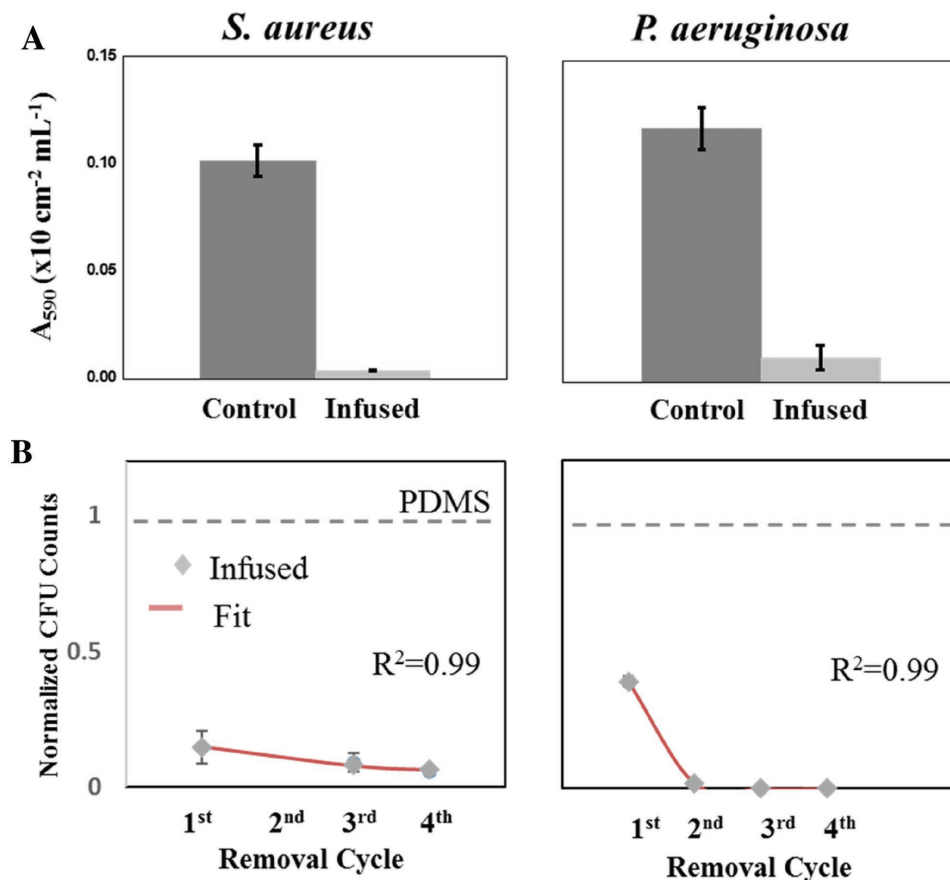 A
S. aureus
P. aeruginosa
A₅₉₀ (x10 cm⁻² mL⁻¹)
0.15
0.10
0.05
0.00
Control Infused
Control Infused
B
Normalized CFU Counts
1
0.5
0
PDMS
Infused
Fit
R²=0.99
R²=0.99
1ˢᵗ 2ⁿᵈ 3ʳᵈ 4ᵗʰ
1ˢᵗ 2ⁿᵈ 3ʳᵈ 4ᵗʰ
Removal Cycle
Removal Cycle